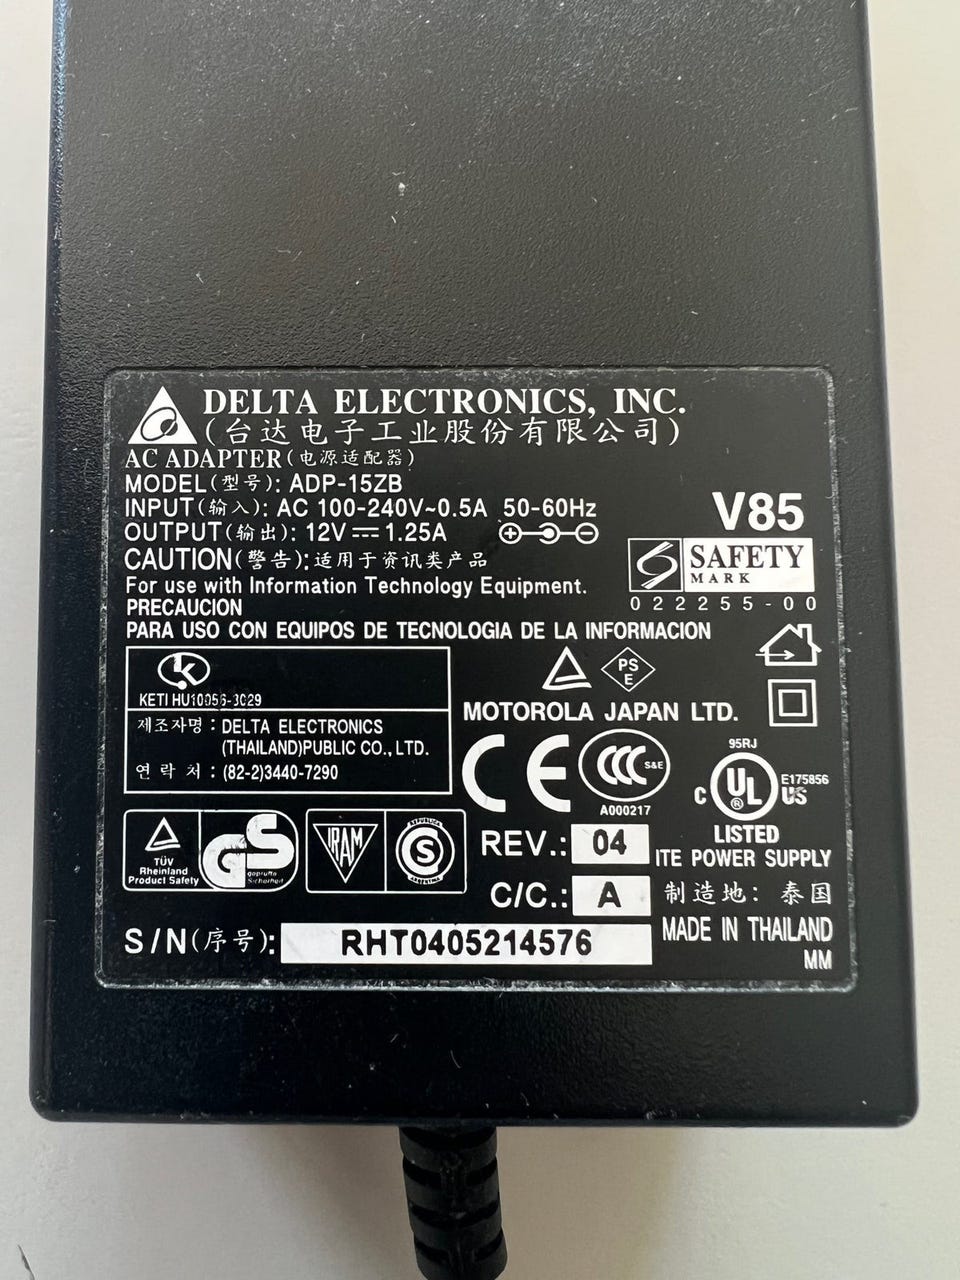 DELTA ELECTRONICS, INC.
(台达电子工业股份有限公司)
AC ADAPTER(电源适配器)
MODEL(型号): ADP-15ZB
INPUT(输入): AC 100-240V~0.5A 50-60Hz
OUTPUT(输出): 12V⎓1.25A
V85
CAUTION(警告):适用于资讯类产品
For use with Information Technology Equipment.
SAFETY
MARK
022255-00
PRECAUCION
PARA USO CON EQUIPOS DE TECNOLOGIA DE LA INFORMACION
KETI HU10056-3029
제조자명 : DELTA ELECTRONICS
(THAILAND)PUBLIC CO., LTD.
연 락 처 : (82-2)3440-7290
PS
E
MOTOROLA JAPAN LTD.
CE
CCC
S&E
A000217
95RJ
C UL ® US
E175856
LISTED
ITE POWER SUPPLY
TÜV
Rheinland
Product Safety
GS
geprüfte
Sicherheit
IRAM
REPUBLICA
S
ARGENTINA
REV.: 04
C/C.: A
制造地: 泰国
MADE IN THAILAND
MM
S/N(序号): RHT0405214576